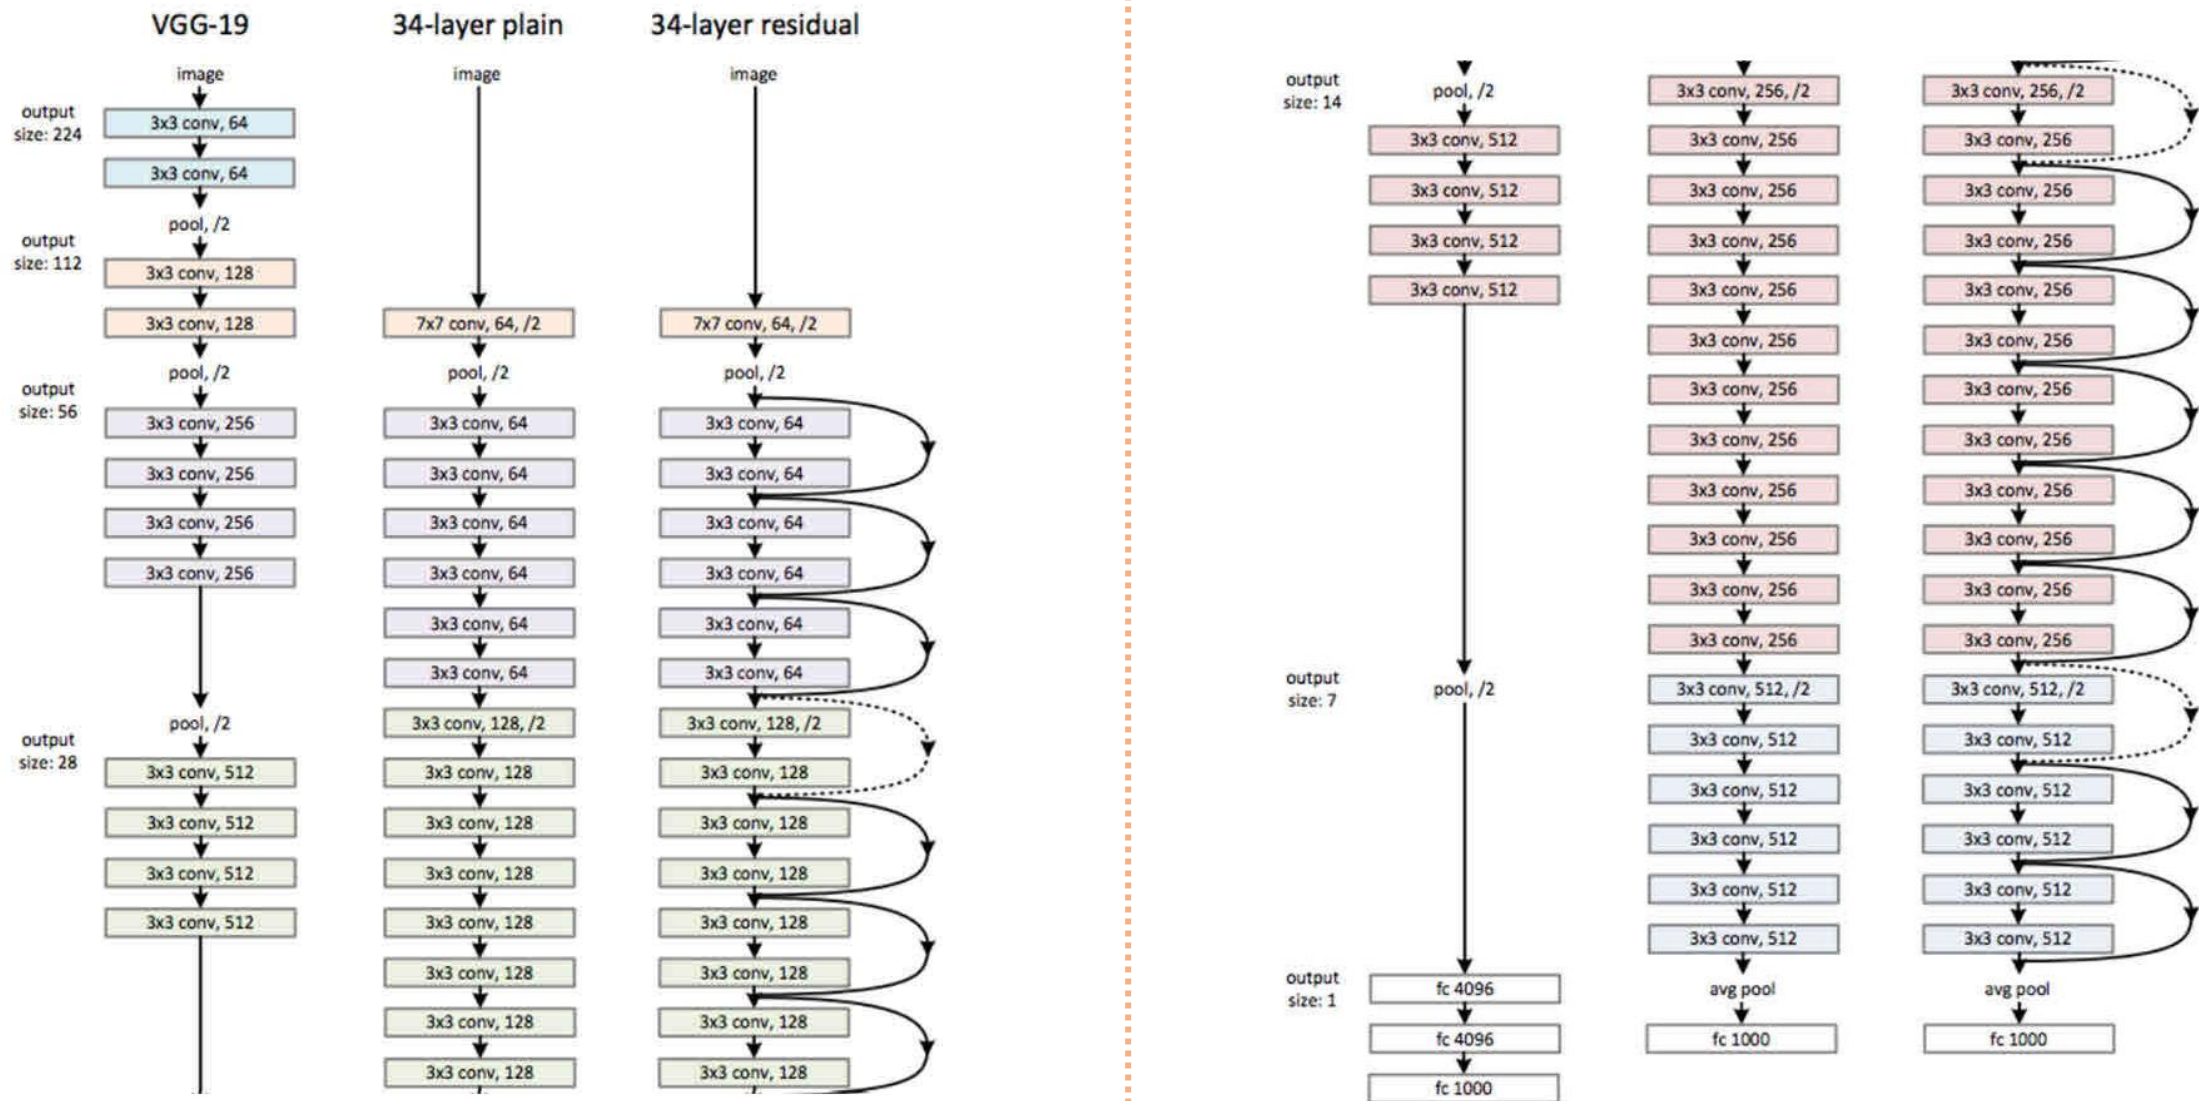 VGG-19
image
output
size: 224
3x3 conv, 64
3x3 conv, 64
pool, /2
output
size: 112
3x3 conv, 128
3x3 conv, 128
pool, /2
output
size: 56
3x3 conv, 256
3x3 conv, 256
3x3 conv, 256
3x3 conv, 256
pool, /2
output
size: 28
3x3 conv, 512
3x3 conv, 512
3x3 conv, 512
3x3 conv, 512
34-layer plain
image
7x7 conv, 64, /2
pool, /2
3x3 conv, 64
3x3 conv, 64
3x3 conv, 64
3x3 conv, 64
3x3 conv, 64
3x3 conv, 64
3x3 conv, 128, /2
3x3 conv, 128
3x3 conv, 128
3x3 conv, 128
3x3 conv, 128
3x3 conv, 128
3x3 conv, 128
3x3 conv, 128
34-layer residual
image
7x7 conv, 64, /2
pool, /2
3x3 conv, 64
3x3 conv, 64
3x3 conv, 64
3x3 conv, 64
3x3 conv, 64
3x3 conv, 64
3x3 conv, 128, /2
3x3 conv, 128
3x3 conv, 128
3x3 conv, 128
3x3 conv, 128
3x3 conv, 128
3x3 conv, 128
3x3 conv, 128
output
size: 14
pool, /2
3x3 conv, 512
3x3 conv, 512
3x3 conv, 512
3x3 conv, 512
output
size: 7
pool, /2
output
size: 1
fc 4096
fc 4096
fc 1000
3x3 conv, 256, /2
3x3 conv, 256
3x3 conv, 256
3x3 conv, 256
3x3 conv, 256
3x3 conv, 256
3x3 conv, 256
3x3 conv, 256
3x3 conv, 256
3x3 conv, 256
3x3 conv, 256
3x3 conv, 256
3x3 conv, 512, /2
3x3 conv, 512
3x3 conv, 512
3x3 conv, 512
3x3 conv, 512
3x3 conv, 512
avg pool
fc 1000
3x3 conv, 256, /2
3x3 conv, 256
3x3 conv, 256
3x3 conv, 256
3x3 conv, 256
3x3 conv, 256
3x3 conv, 256
3x3 conv, 256
3x3 conv, 256
3x3 conv, 256
3x3 conv, 256
3x3 conv, 256
3x3 conv, 512, /2
3x3 conv, 512
3x3 conv, 512
3x3 conv, 512
3x3 conv, 512
3x3 conv, 512
avg pool
fc 1000